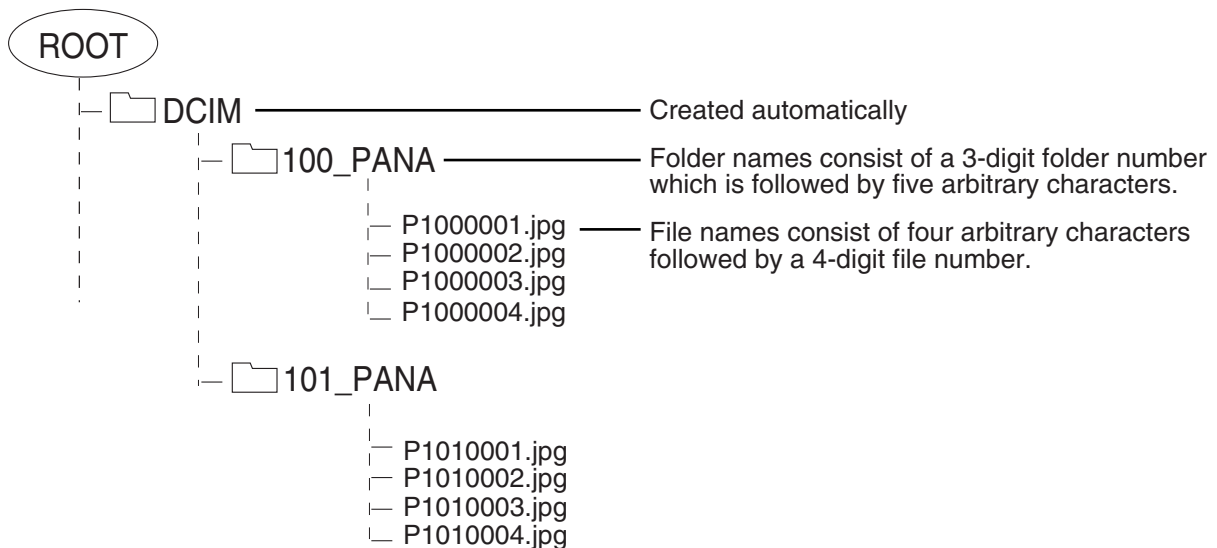 ROOT
DCIM
Created automatically
100_PANA
Folder names consist of a 3-digit folder number
which is followed by five arbitrary characters.
P1000001.jpg
File names consist of four arbitrary characters
followed by a 4-digit file number.
P1000002.jpg
P1000003.jpg
P1000004.jpg
101_PANA
P1010001.jpg
P1010002.jpg
P1010003.jpg
P1010004.jpg